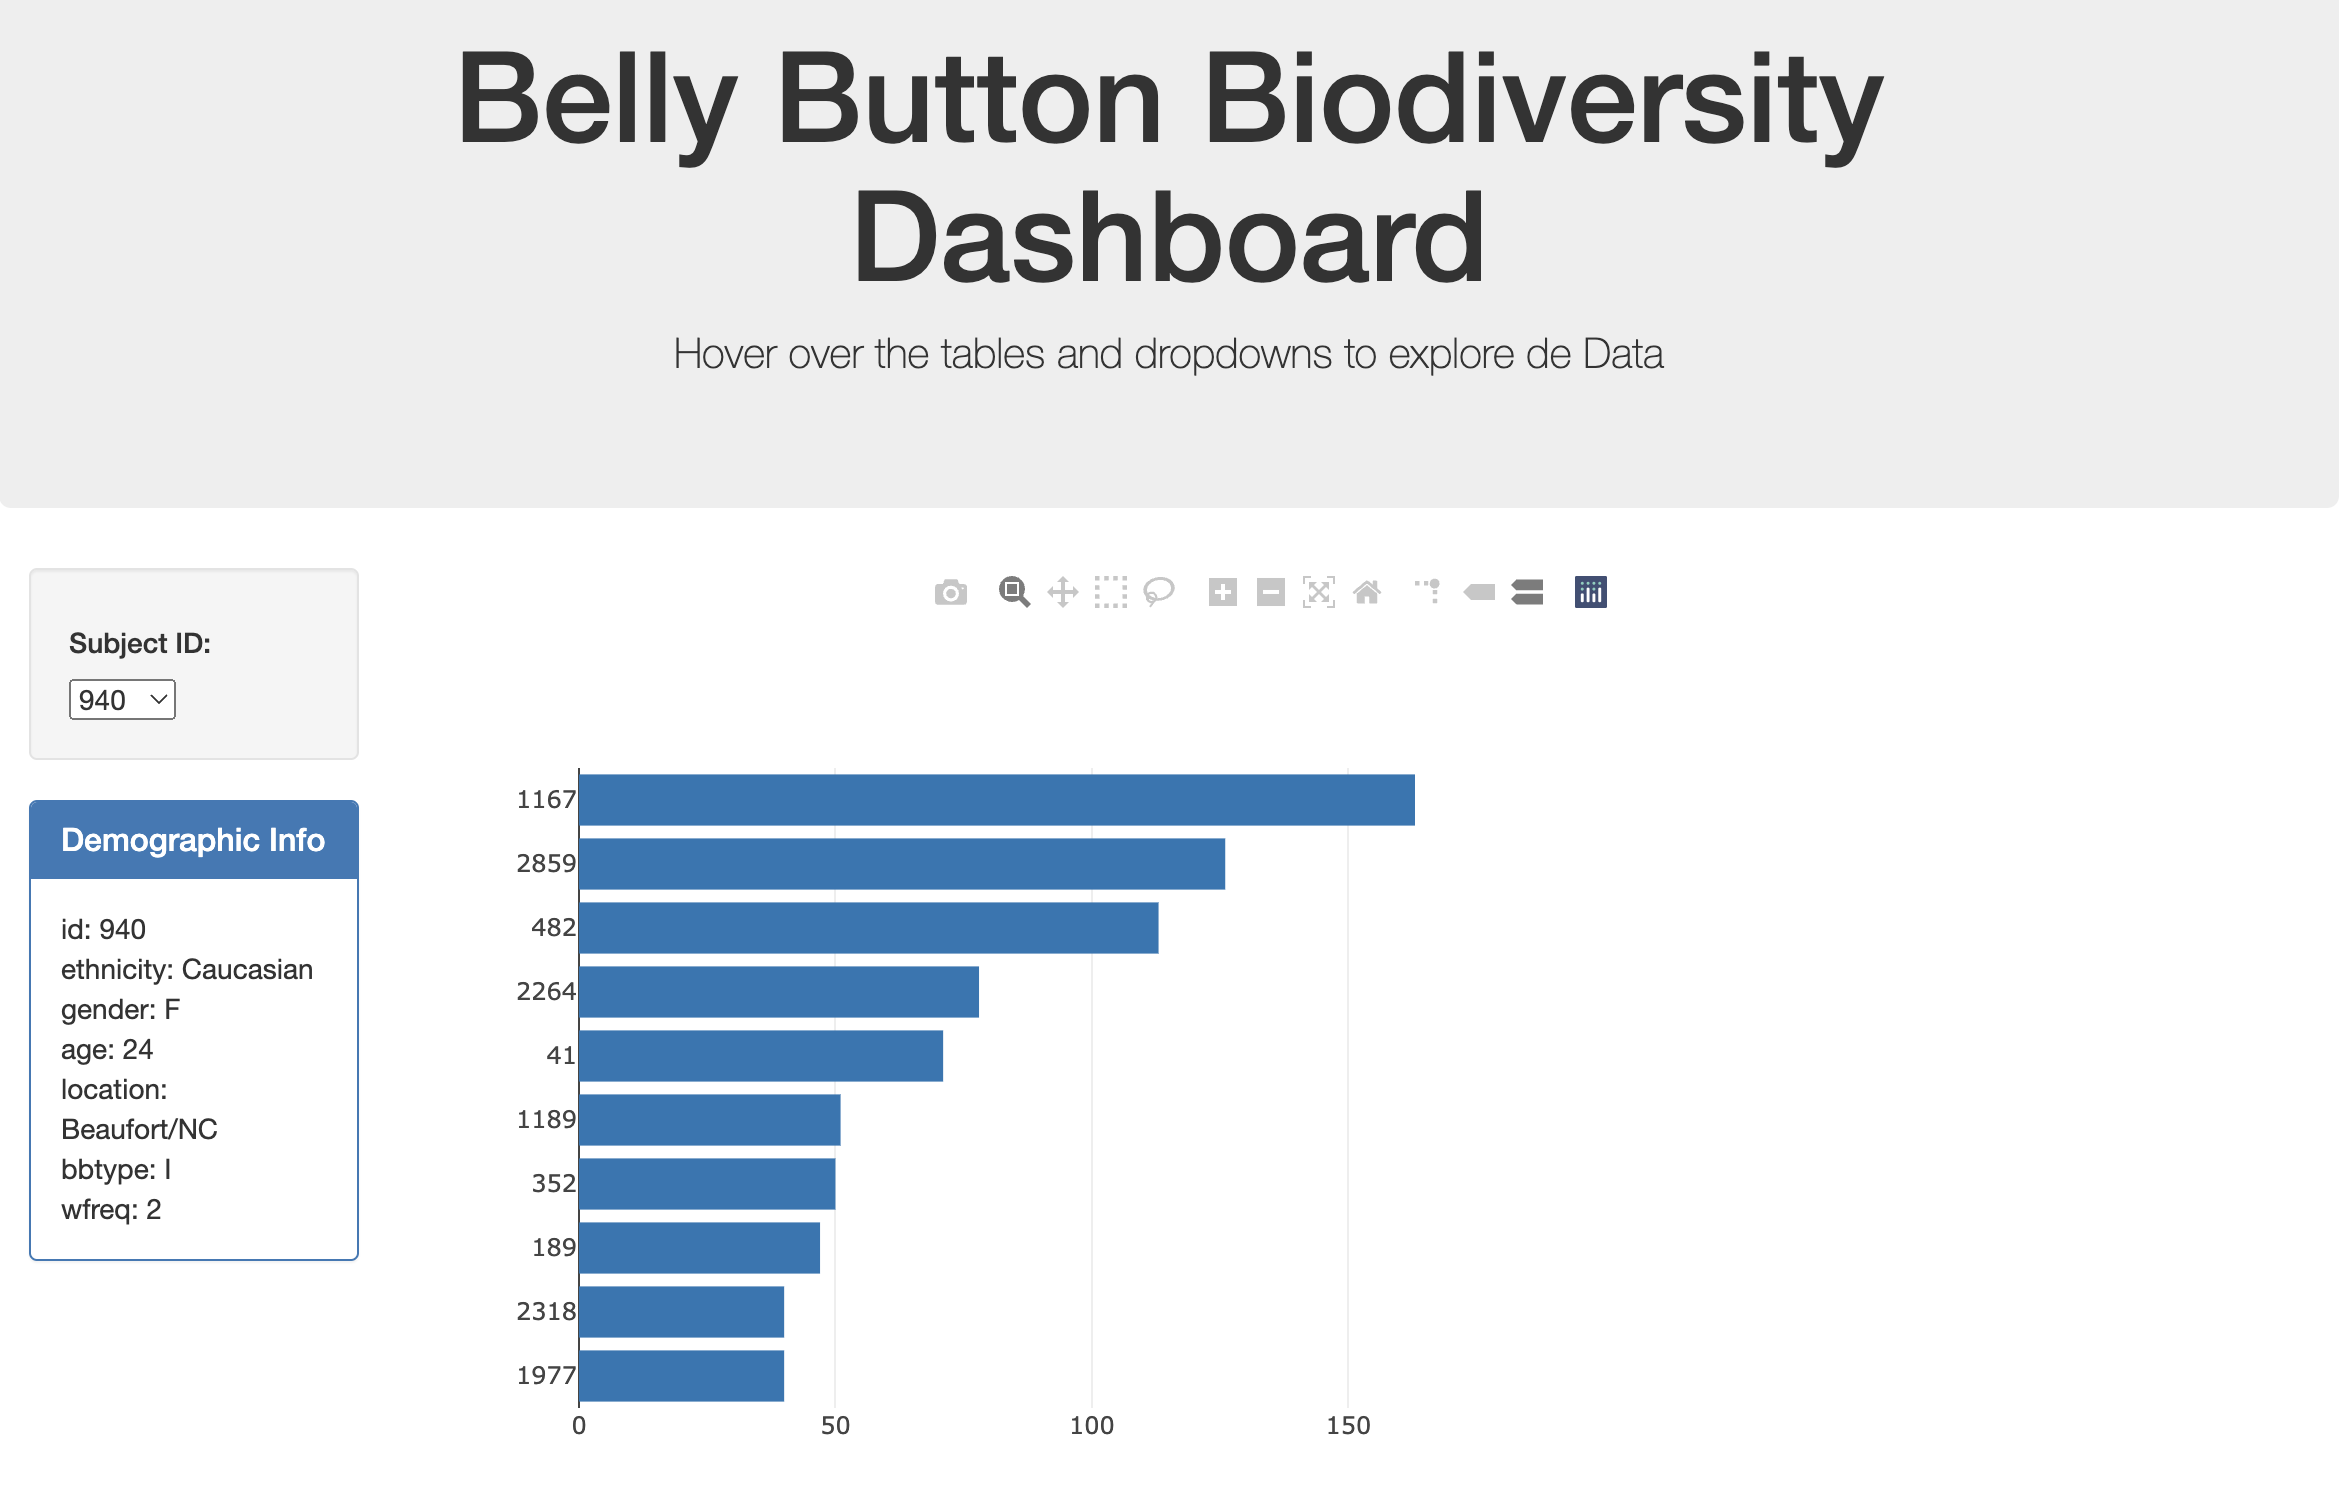 Belly Button Biodiversity
Dashboard
Hover over the tables and dropdowns to explore de Data
Subject ID:
940
Demographic Info
id: 940
ethnicity: Caucasian
gender: F
age: 24
location:
Beaufort/NC
bbtype: I
wfreq: 2
1167
2859
482
2264
41
1189
352
189
2318
1977
0 50 100 150